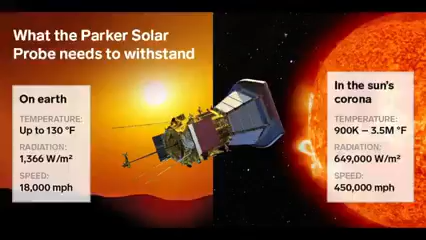 What the Parker Solar
Probe needs to withstand
On earth
TEMPERATURE:
Up to 130 °F
RADIATION:
1,366 W/m²
SPEED:
18,000 mph
In the sun's
corona
TEMPERATURE:
900K – 3.5M °F
RADIATION:
649,000 W/m²
SPEED:
450,000 mph